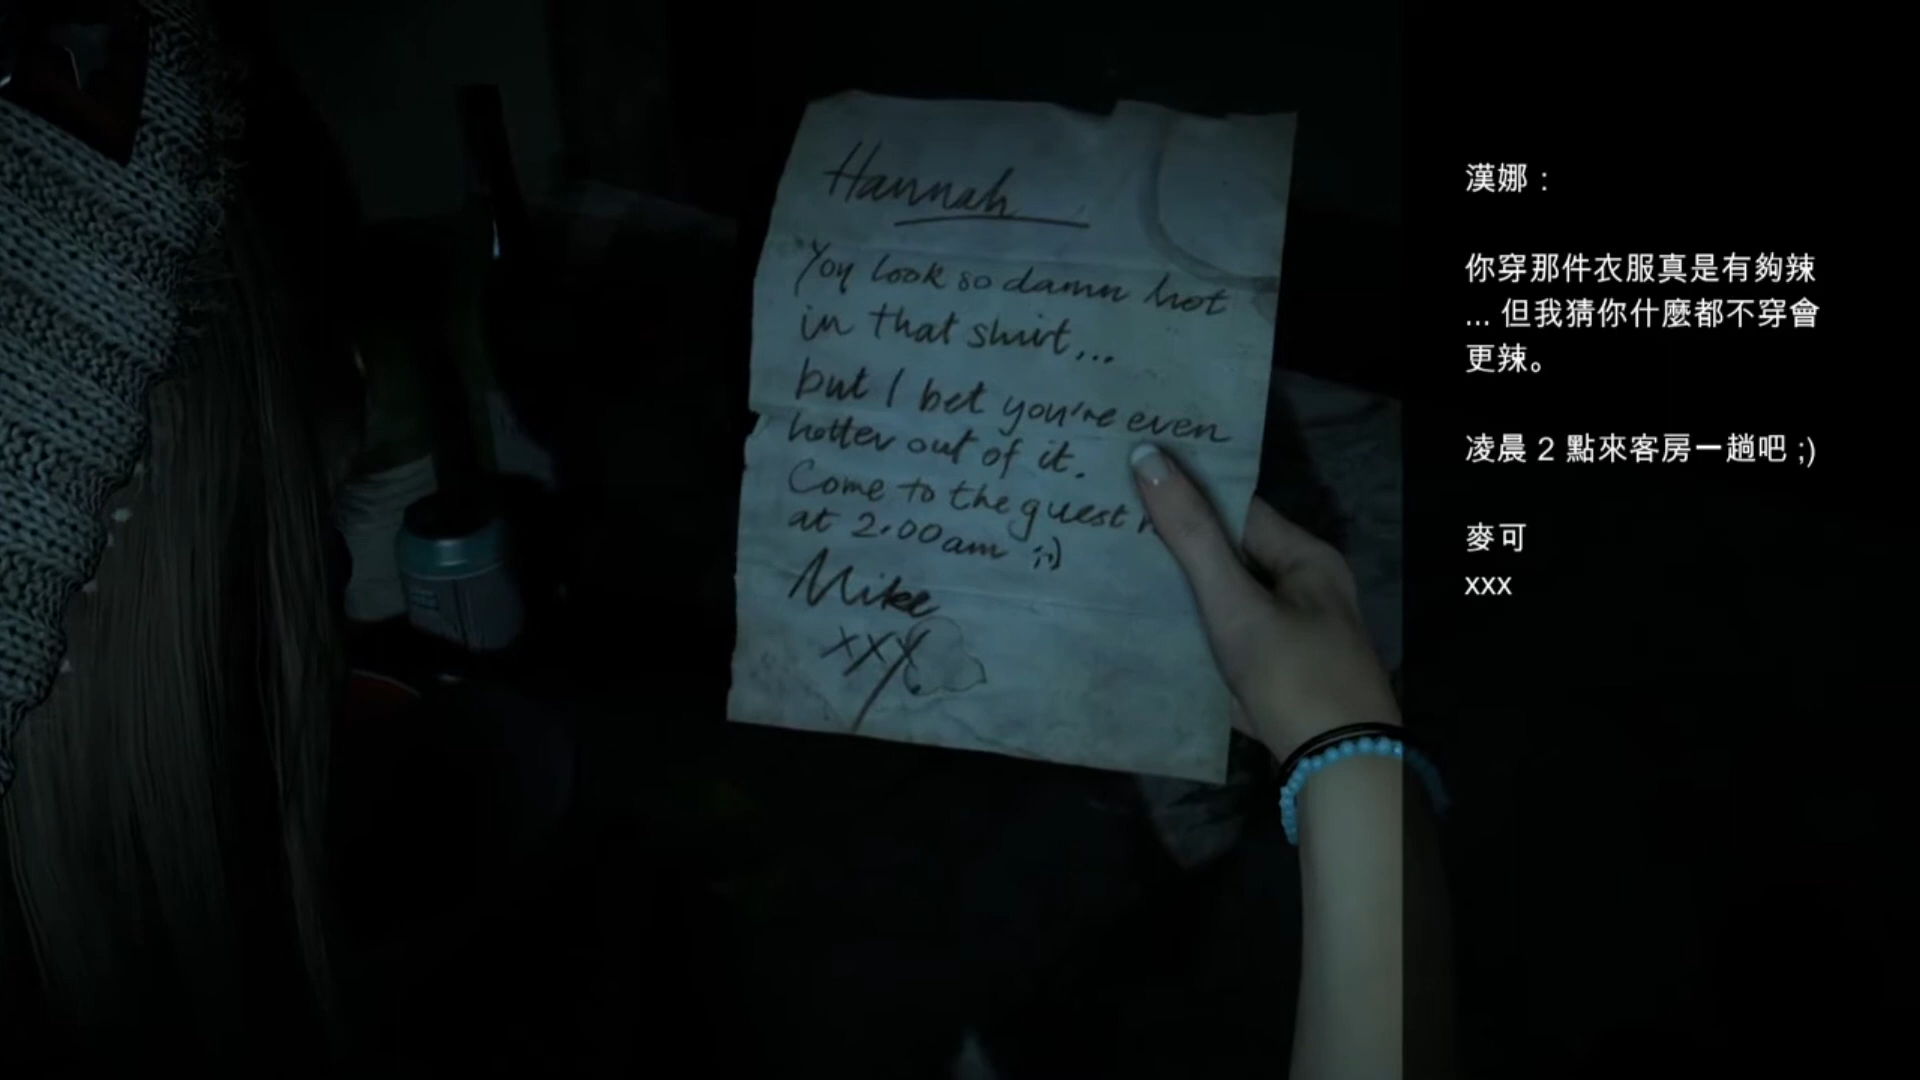 Hannah
You look so damn hot
in that shirt...
but I bet you're even
hotter out of it.
Come to the guest
at 2.00am ;)
Mike
xxx
漢娜：
你穿那件衣服真是有夠辣
... 但我猜你什麼都不穿會
更辣。
凌晨 2 點來客房一趟吧 ;)
麥可
xxx